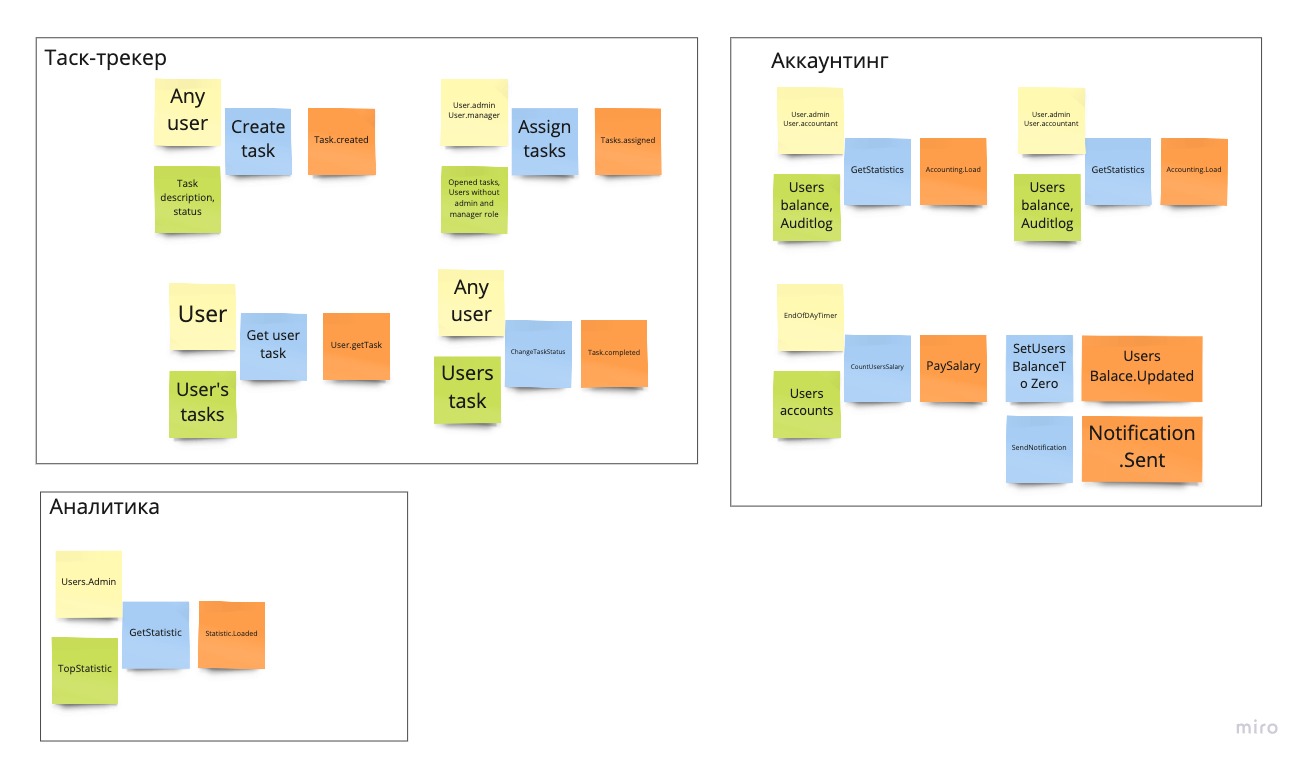 Таск-трекер
Any
user
Create
task
Task.created
Task
description,
status
User.admin
User.manager
Assign
tasks
Tasks.assigned
Opened tasks,
Users without
admin and
manager role
User
Get user
task
User.getTask
User's
tasks
Any
user
ChangeTaskStatus
Task.completed
Users
task
Аккаунтинг
User.admin
User.accountant
GetStatistics
Accounting.Load
Users
balance,
Auditlog
User.admin
User.accountant
GetStatistics
Accounting.Load
Users
balance,
Auditlog
EndOfDAyTimer
CountUsersSalary
PaySalary
Users
accounts
SetUsers
BalanceT
o Zero
Users
Balace.Updated
SendNotification
Notification
.Sent
Аналитика
Users.Admin
GetStatistic
Statistic.Loaded
TopStatistic
miro